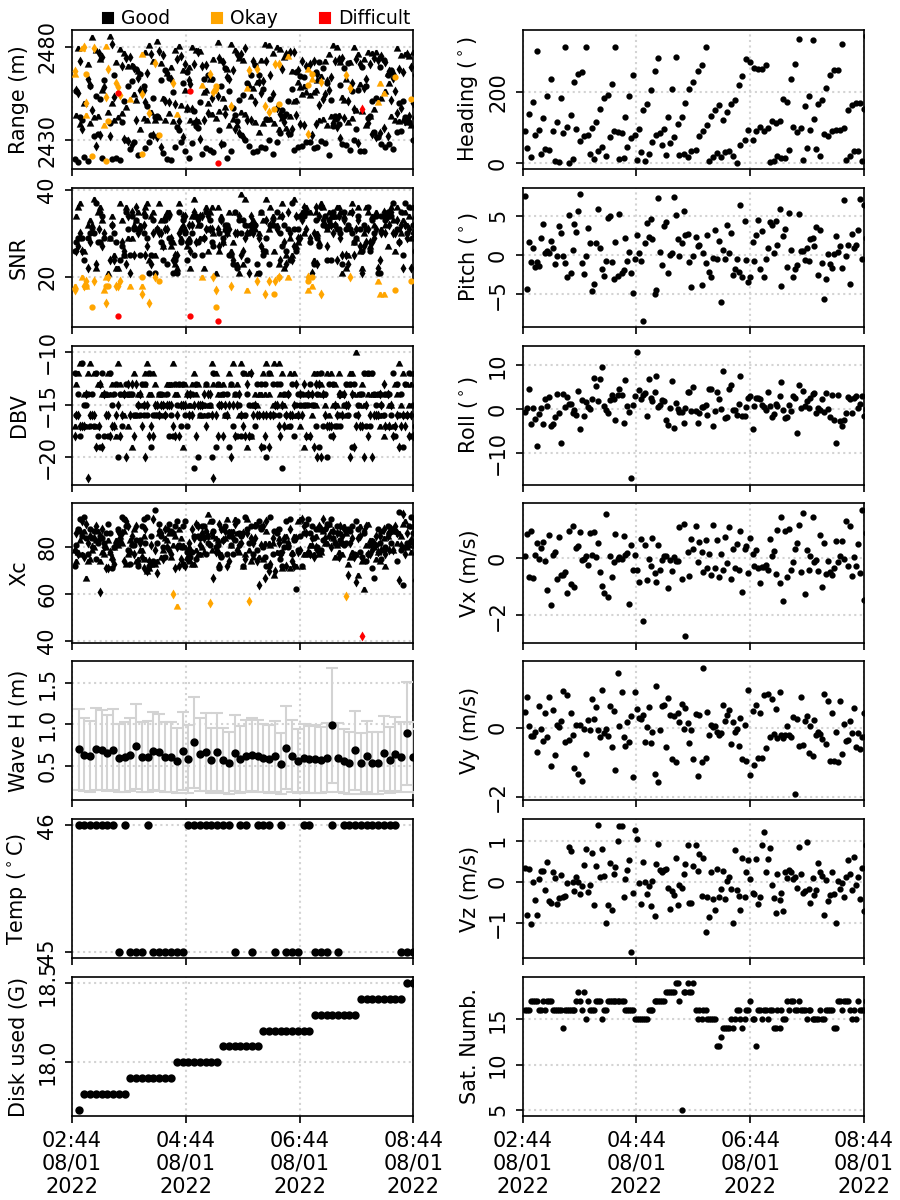 Good Okay Difficult
Range (m)
2480
2430
Heading (°)
200
0
SNR
40
20
Pitch (°)
5
0
−5
DBV
−10
−15
−20
Roll (°)
10
0
−10
Xc
80
60
40
Vx (m/s)
0
−2
Wave H (m)
1.5
1.0
0.5
Vy (m/s)
0
−2
Temp (°C)
46
45
Vz (m/s)
1
0
−1
Disk used (G)
18.5
18.0
Sat. Numb.
15
10
5
02:44 04:44 06:44 08:44 02:44 04:44 06:44 08:44
08/01 08/01 08/01 08/01 08/01 08/01 08/01 08/01
2022 2022 2022 2022 2022 2022 2022 2022